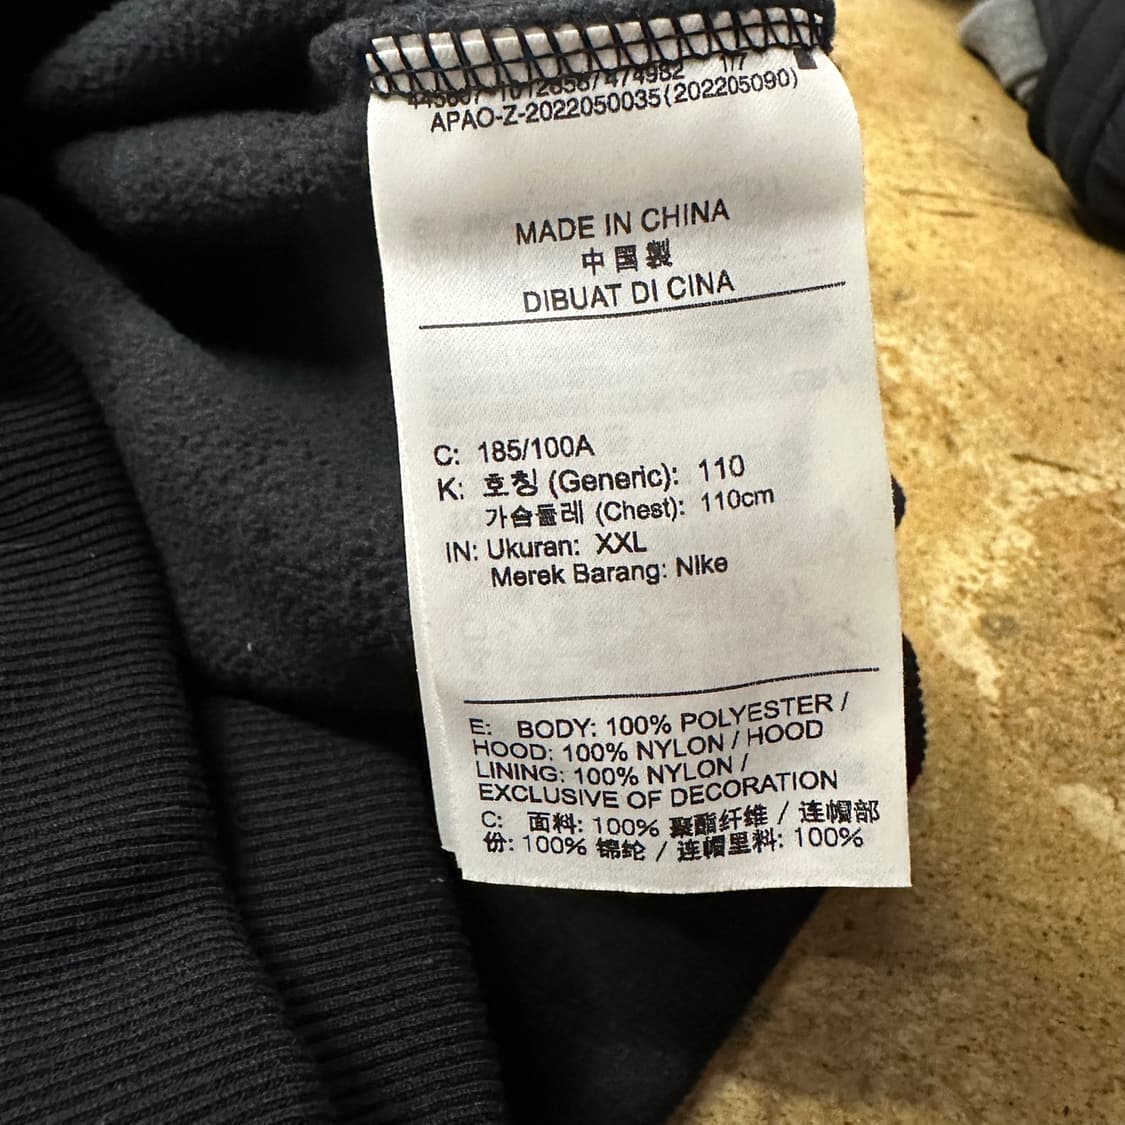 474982 1/7
APAO-Z-2022050035(202205090)
MADE IN CHINA
中国製
DIBUAT DI CINA
C: 185/100A
K: 호칭 (Generic): 110
가슴둘레 (Chest): 110cm
IN: Ukuran: XXL
Merek Barang: Nike
E: BODY: 100% POLYESTER /
HOOD: 100% NYLON / HOOD
LINING: 100% NYLON /
EXCLUSIVE OF DECORATION
C: 面料: 100% 聚酯纤维 / 连帽部
份: 100% 锦纶 / 连帽里料: 100%